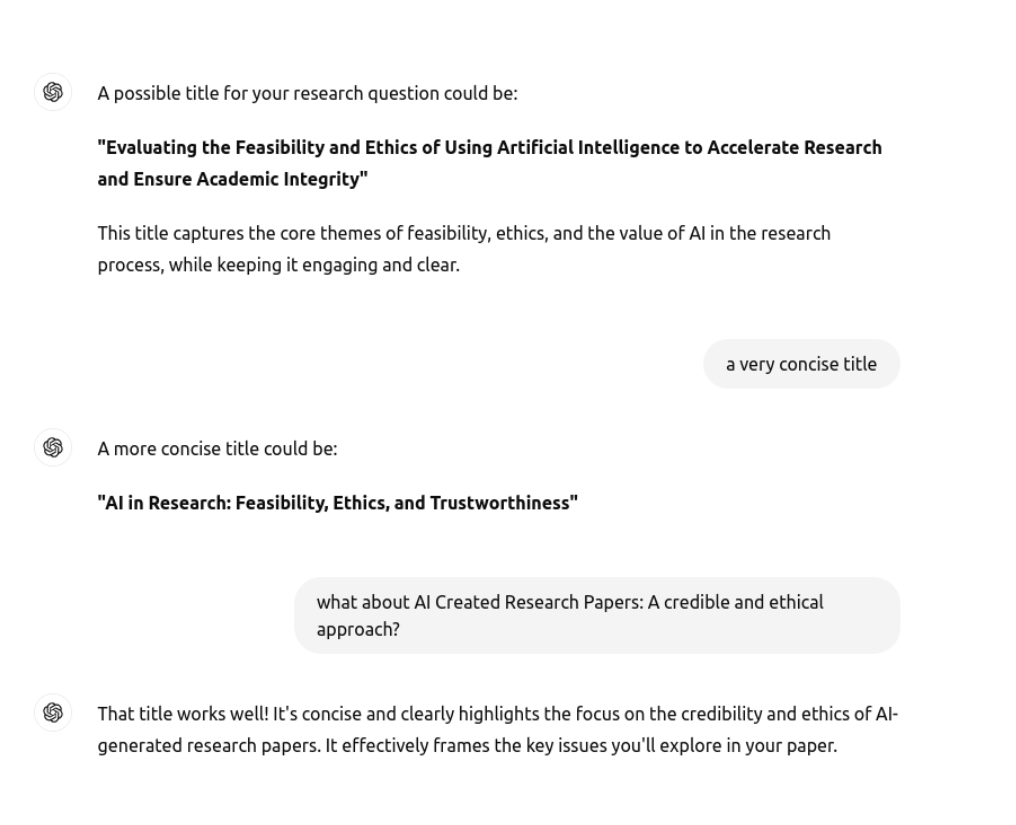 A possible title for your research question could be:
"Evaluating the Feasibility and Ethics of Using Artificial Intelligence to Accelerate Research
and Ensure Academic Integrity"
This title captures the core themes of feasibility, ethics, and the value of AI in the research
process, while keeping it engaging and clear.
a very concise title
A more concise title could be:
"AI in Research: Feasibility, Ethics, and Trustworthiness"
what about AI Created Research Papers: A credible and ethical
approach?
That title works well! It's concise and clearly highlights the focus on the credibility and ethics of AI-
generated research papers. It effectively frames the key issues you'll explore in your paper.